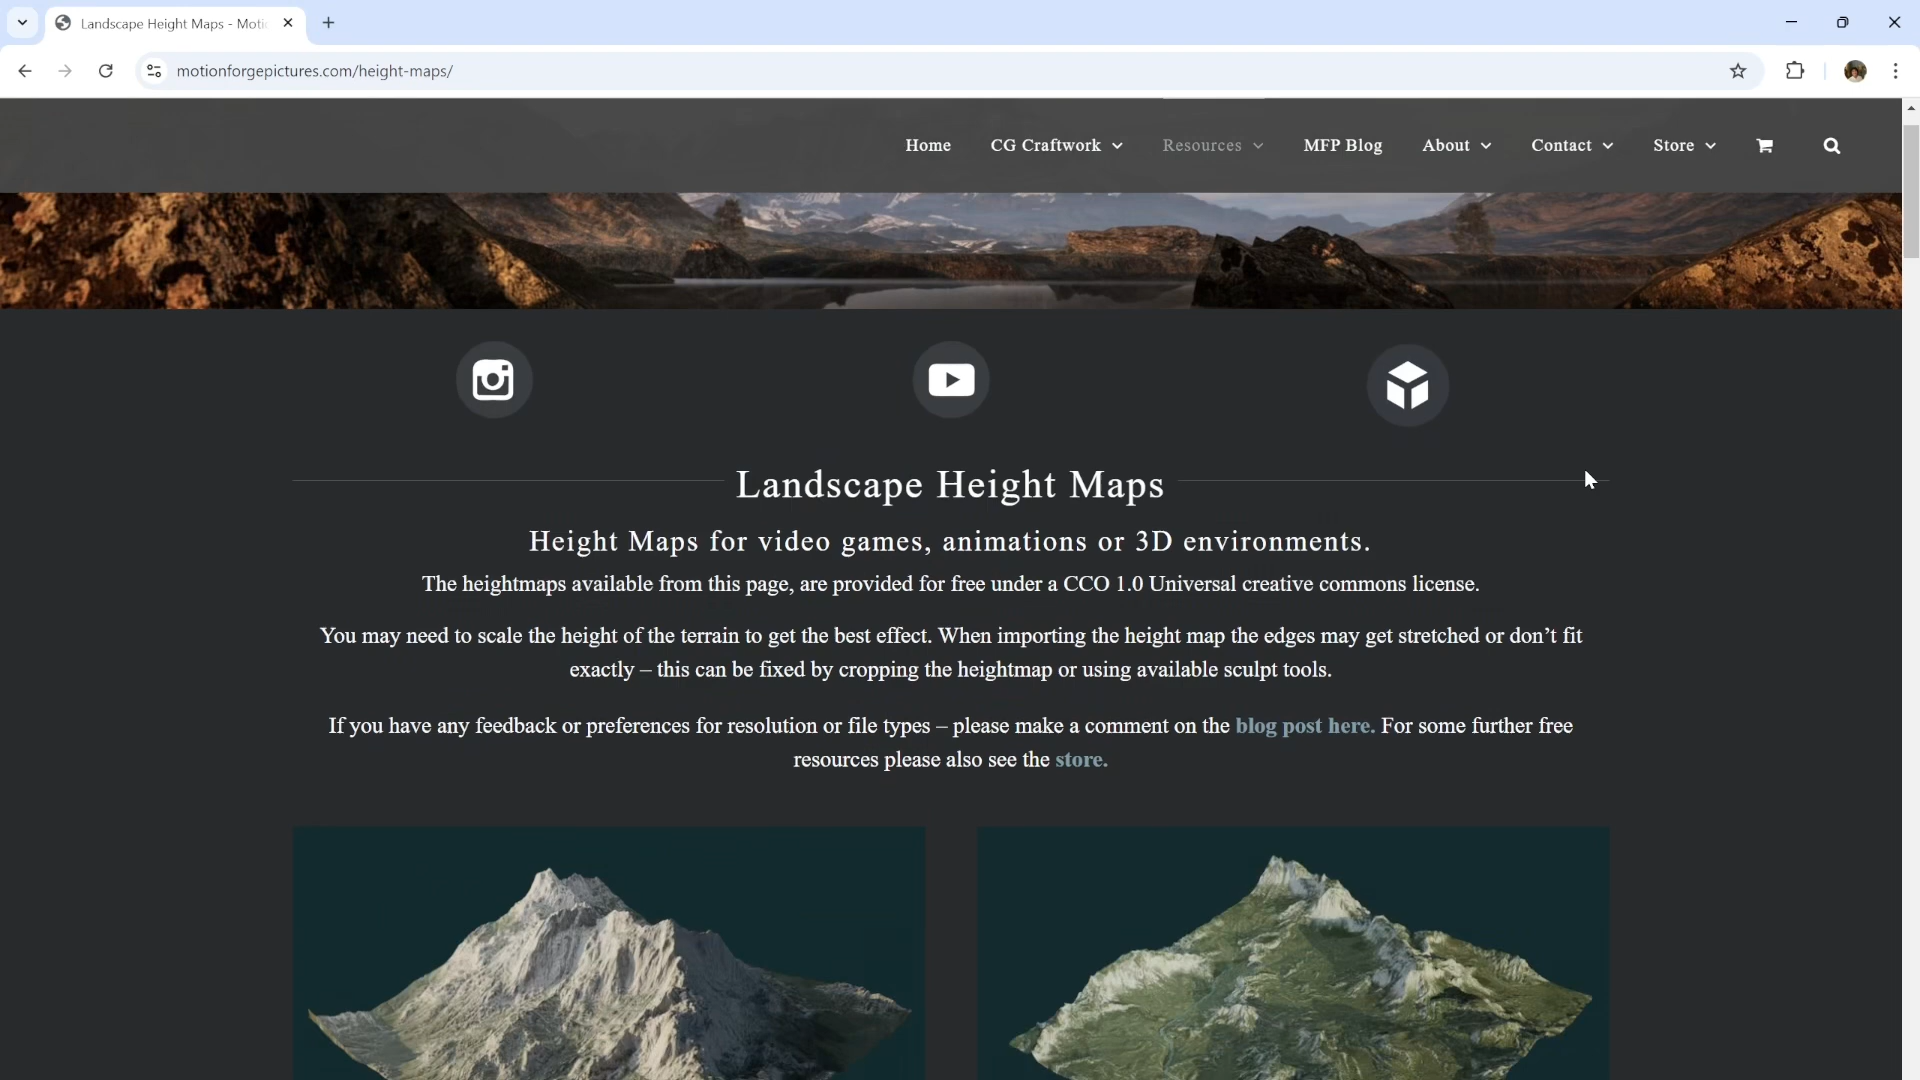 Landscape Height Maps - Moti
motionforgepictures.com/height-maps/
Home CG Craftwork Resources MFP Blog About Contact Store
Landscape Height Maps
Height Maps for video games, animations or 3D environments.
The heightmaps available from this page, are provided for free under a CCO 1.0 Universal creative commons license.
You may need to scale the height of the terrain to get the best effect. When importing the height map the edges may get stretched or don’t fit
exactly – this can be fixed by cropping the heightmap or using available sculpt tools.
If you have any feedback or preferences for resolution or file types – please make a comment on the blog post here. For some further free
resources please also see the store.